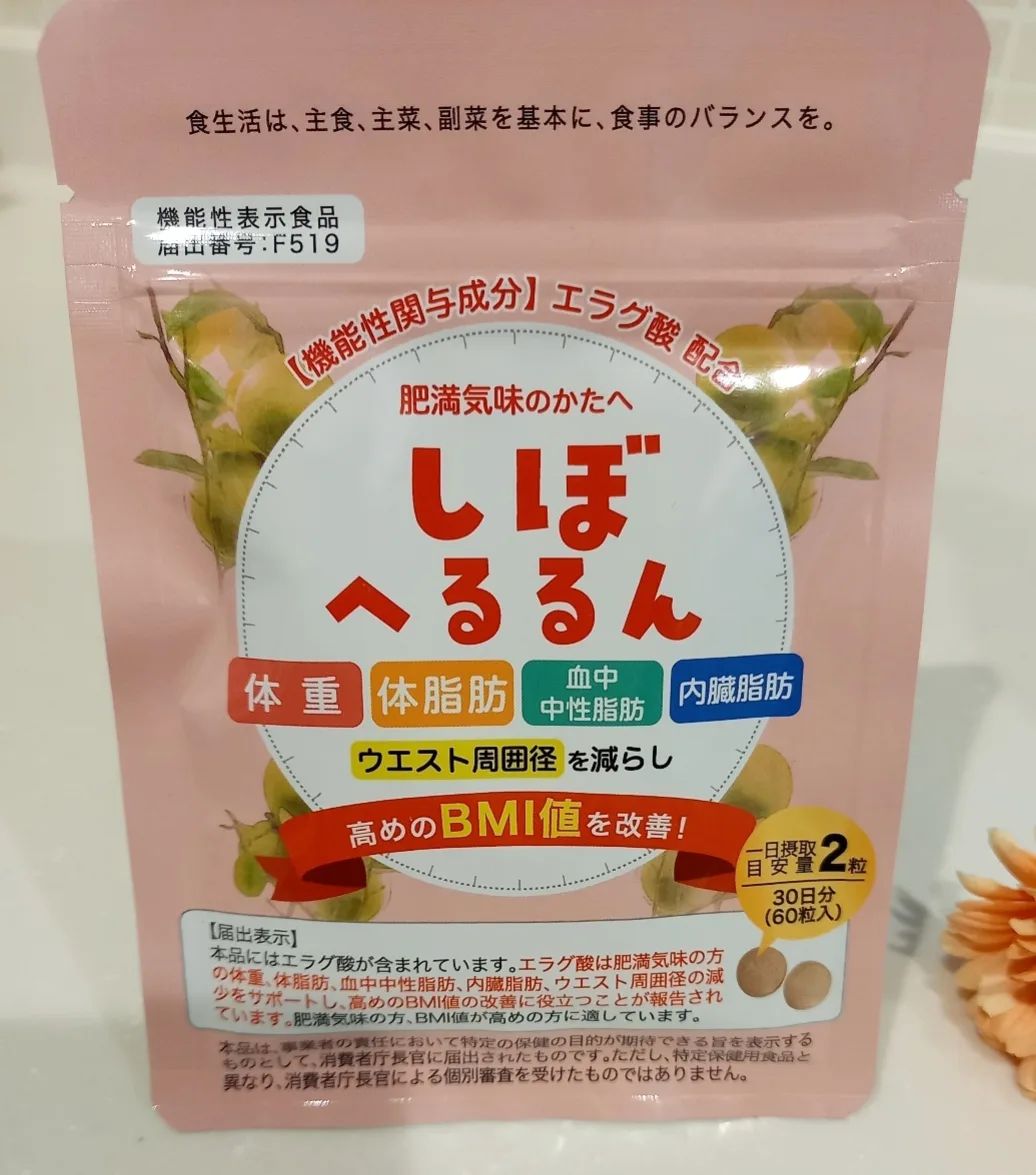 食生活は、主食、主菜、副菜を基本に、食事のバランスを。
機能性表示食品
届出番号:F519
【機能性関与成分】エラグ酸 配合
肥満気味のかたへ
しぼ
へるるん
体重
体脂肪
血中
中性脂肪
内臓脂肪
ウエスト周囲径を減らし
高めのBMI値を改善!
一日摂取
目安量2粒
30日分
(60粒入)
【届出表示】
本品にはエラグ酸が含まれています。エラグ酸は肥満気味の方
の体重、体脂肪、血中中性脂肪、内臓脂肪、ウエスト周囲径の減
少をサポートし、高めのBMI値の改善に役立つことが報告され
ています。肥満気味の方、BMI値が高めの方に適しています。
本品は、事業者の責任において特定の保健の目的が期待できる旨を表示する
ものとして、消費者庁長官に届出されたものです。ただし、特定保健用食品と
異なり、消費者庁長官による個別審査を受けたものではありません。